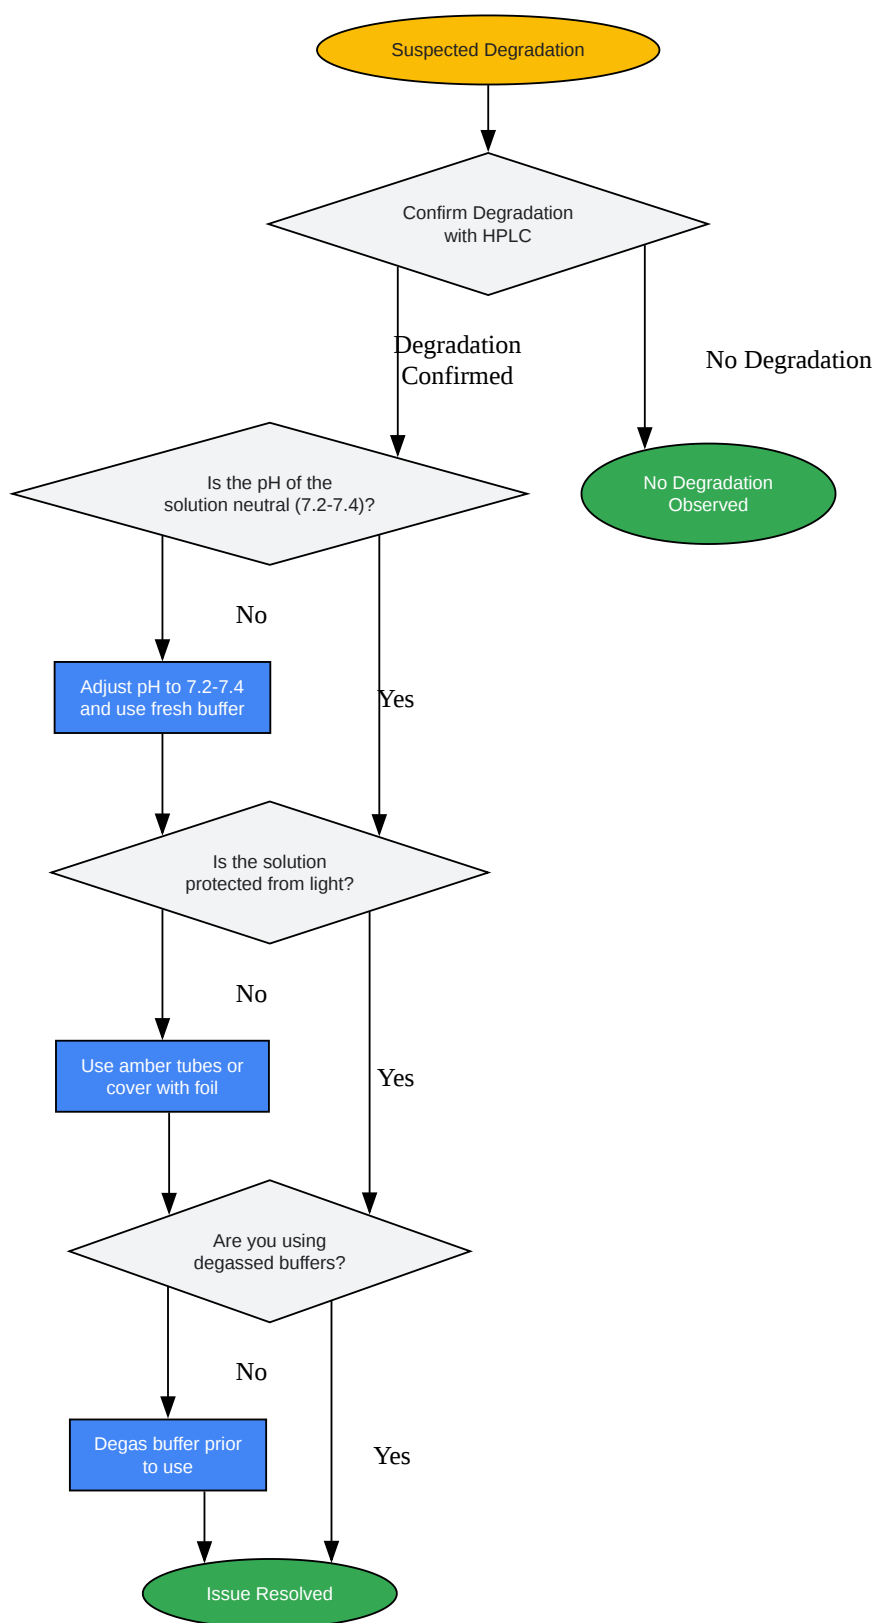 Suspected Degradation
Confirm Degradation
with HPLC
Degradation
Confirmed
No Degradation
Is the pH of the
solution neutral (7.2-7.4)?
No Degradation
Observed
No
Adjust pH to 7.2-7.4
and use fresh buffer
Yes
Is the solution
protected from light?
No
Use amber tubes or
cover with foil
Yes
Are you using
degassed buffers?
No
Degas buffer prior
to use
Yes
Issue Resolved